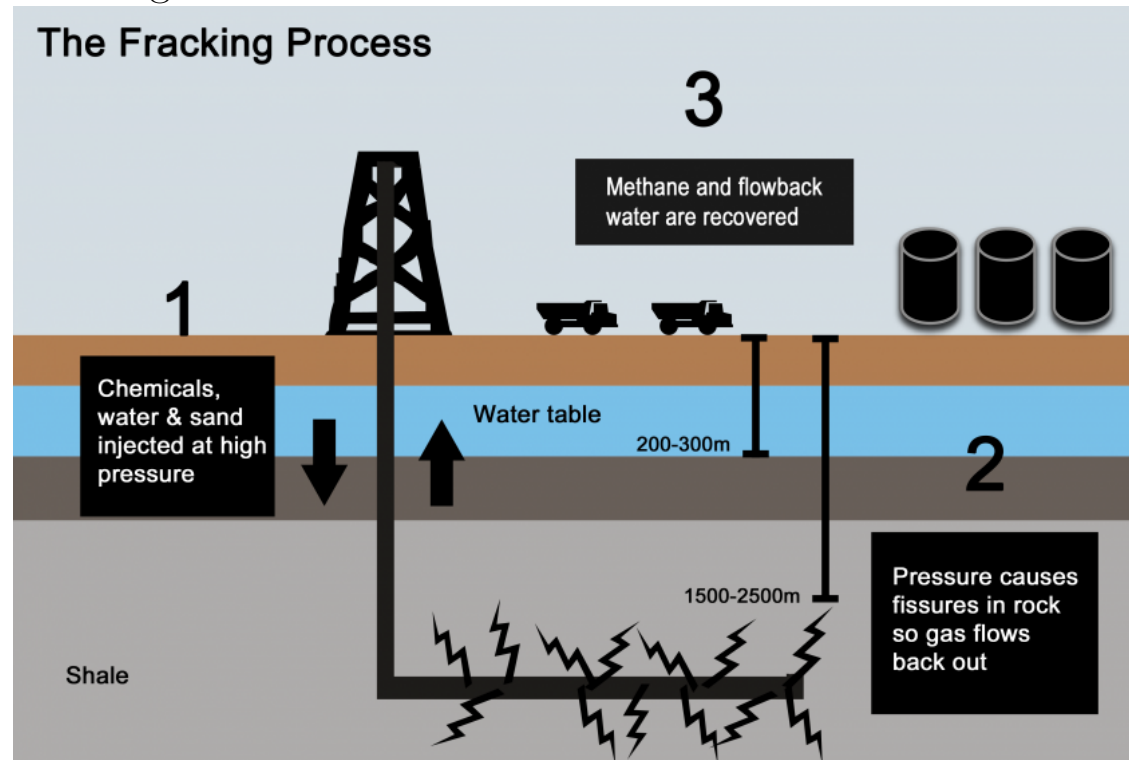 The Fracking Process
3
Methane and flowback
water are recovered
1
Chemicals,
water & sand
injected at high
pressure
Water table
200-300m
2
Pressure causes
fissures in rock
so gas flows
back out
1500-2500m
Shale